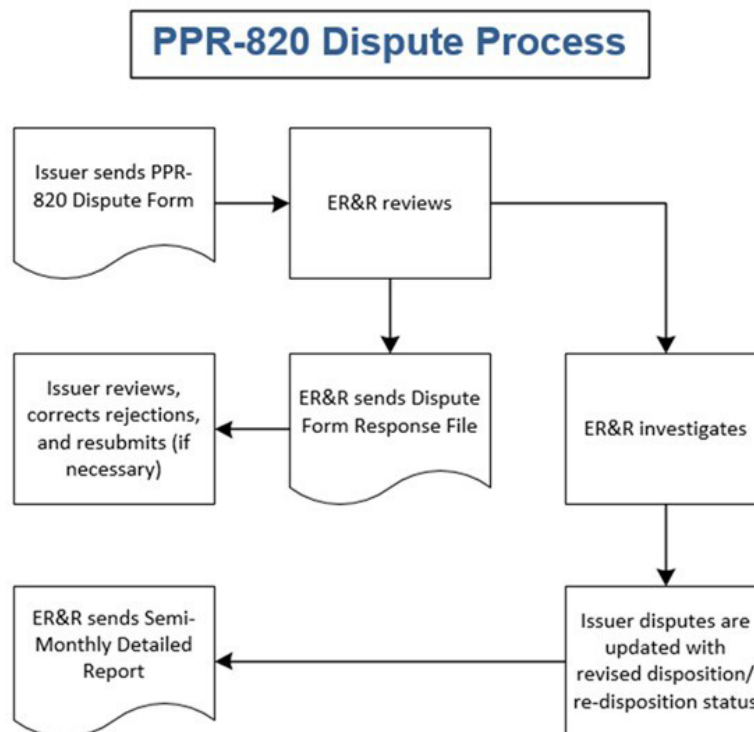 PPR-820 Dispute Process
Issuer sends PPR-
820 Dispute Form
ER&R reviews
Issuer reviews,
corrects rejections,
and resubmits (if
necessary)
ER&R sends Dispute
Form Response File
ER&R investigates
ER&R sends Semi-
Monthly Detailed
Report
Issuer disputes are
updated with
revised disposition/
re-disposition status